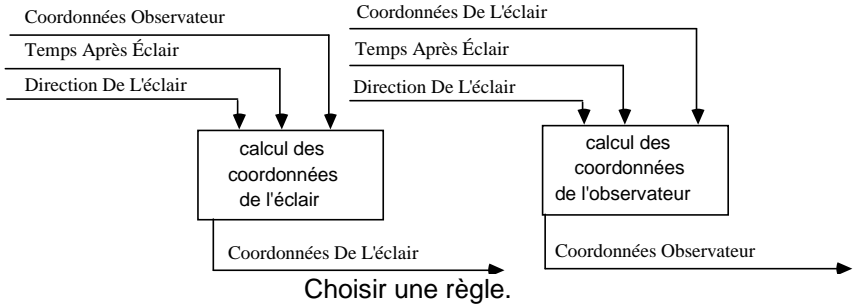 Coordonnées Observateur
Temps Après Éclair
Direction De L'éclair
calcul des
coordonnées
de l'éclair
Coordonnées De L'éclair
Coordonnées De L'éclair
Temps Après Éclair
Direction De L'éclair
calcul des
coordonnées
de l'observateur
Coordonnées Observateur
Choisir une règle.